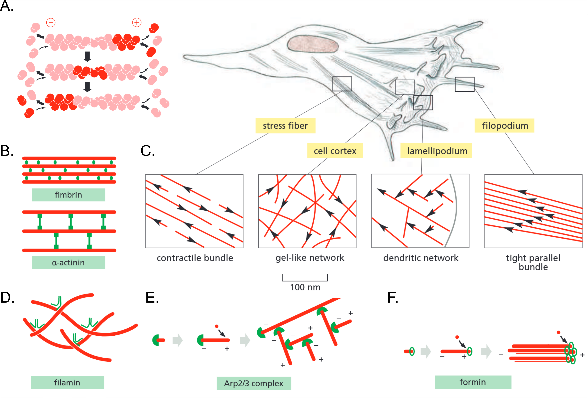 A.
− +
stress fiber
cell cortex
lamellipodium
filopodium
B.
fimbrin
α-actinin
C.
contractile bundle
gel-like network
dendritic network
tight parallel
bundle
100 nm
D.
filamin
E.
− +
+
− +
−
+
−
+
Arp2/3 complex
F.
− +
− +
formin